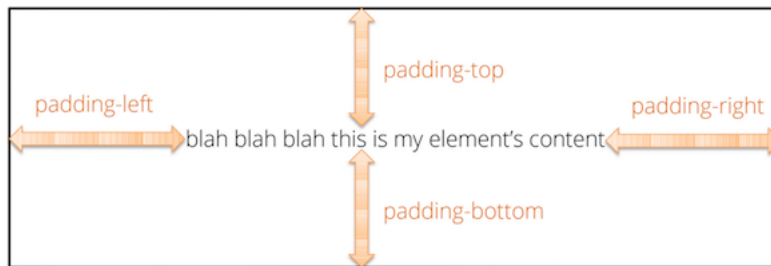 padding-top
padding-left
padding-right
blah blah blah this is my element’s content
padding-bottom